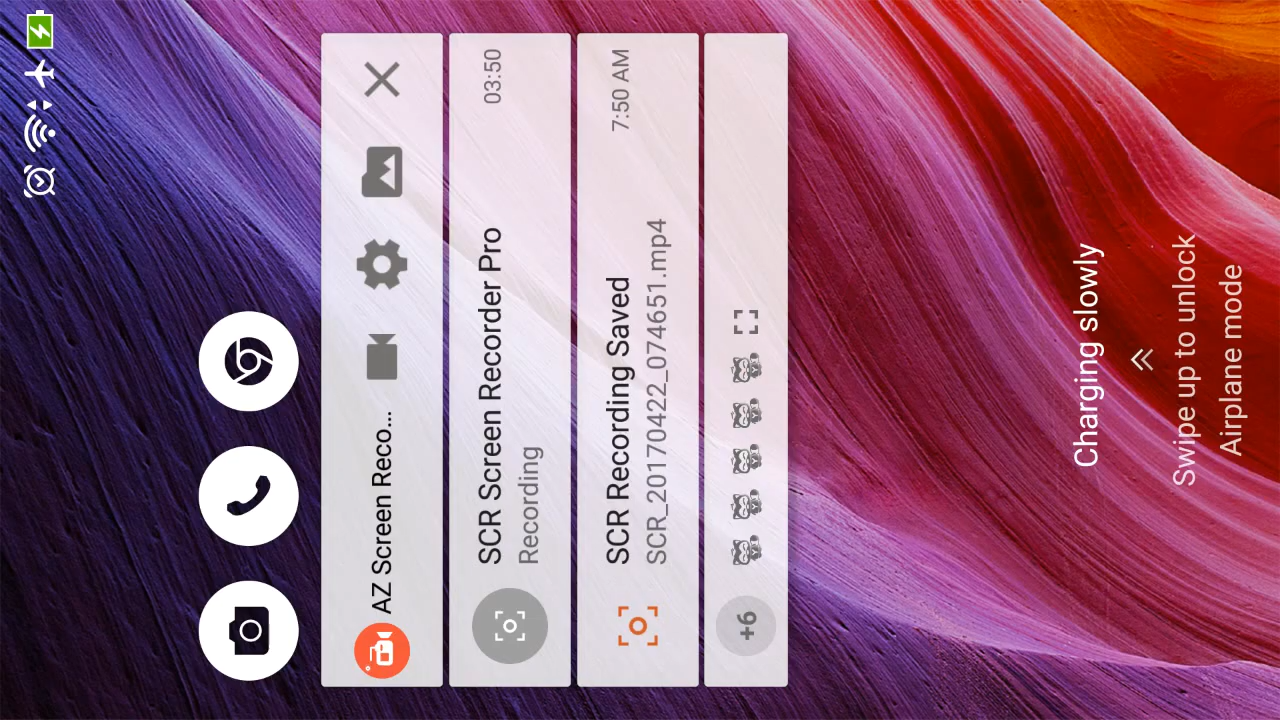 AZ Screen Reco...
SCR Screen Recorder Pro 03:50
Recording
SCR Recording Saved 7:50 AM
SCR_20170422_074651.mp4
+6
Charging slowly
Swipe up to unlock
Airplane mode